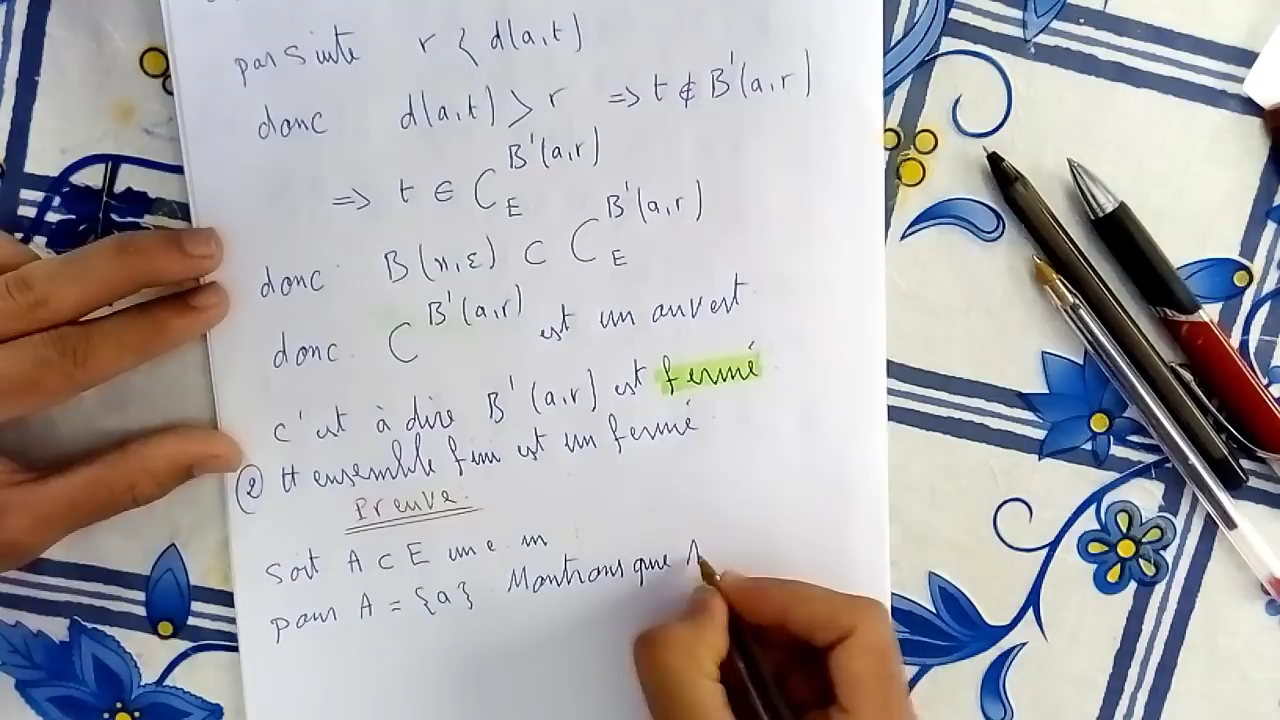 par suite r < d(a,t)
donc d(a,t) > r => t ∉ B'(a,r)
=> t ∈ C_E^{B'(a,r)}
donc B(x,ε) ⊂ C_E^{B'(a,r)}
donc C^{B'(a,r)} est un ouvert
c'est à dire B'(a,r) est fermé
② tt ensemble fini est un fermé
Preuve:
Soit A ⊂ E une in
pour A = {a} Montrons que A